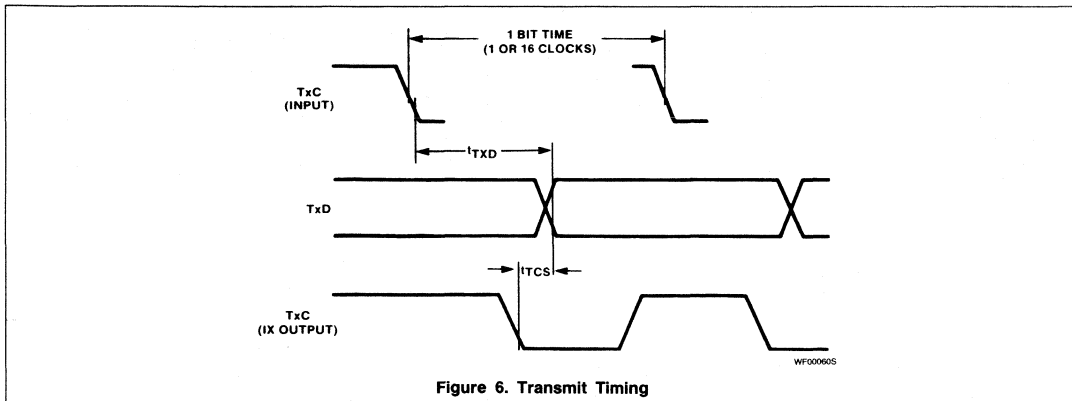 1 BIT TIME
(1 OR 16 CLOCKS)
TxC
(INPUT)
tTXD
TxD
tTCS
TxC
(IX OUTPUT)
WF00060S
Figure 6. Transmit Timing